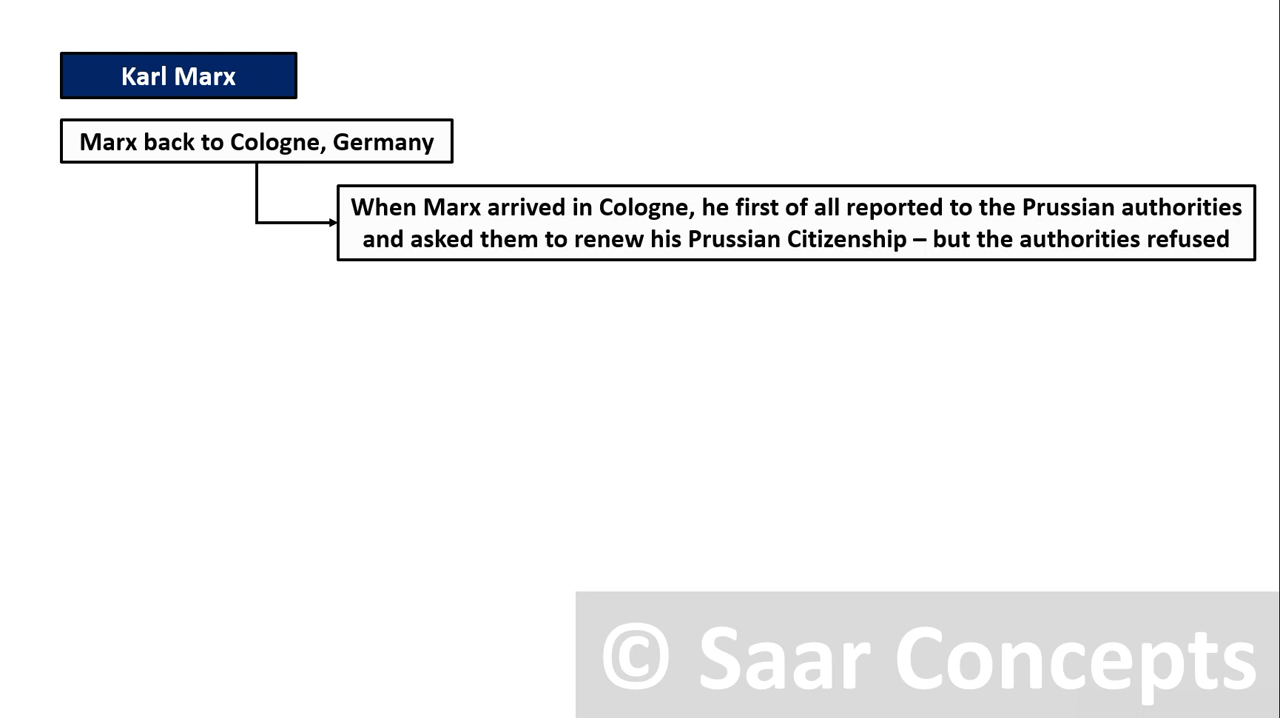 Karl Marx
Marx back to Cologne, Germany
When Marx arrived in Cologne, he first of all reported to the Prussian authorities
and asked them to renew his Prussian Citizenship – but the authorities refused
© Saar Concepts